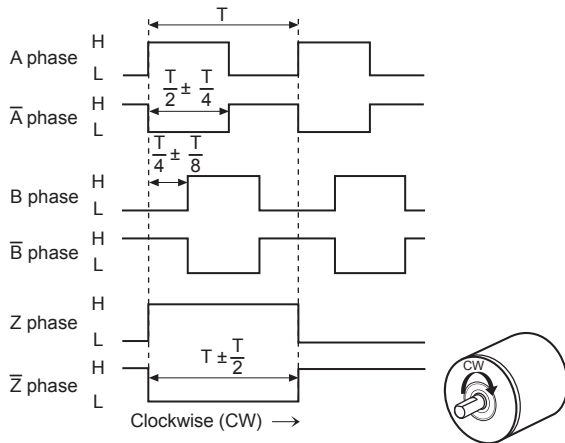 T
A phase H
L
A̅ phase H
L
T/2 ± T/4
T/4 ± T/8
B phase H
L
B̅ phase H
L
Z phase H
L
Z̅ phase H
L
T ± T/2
Clockwise (CW) →
CW